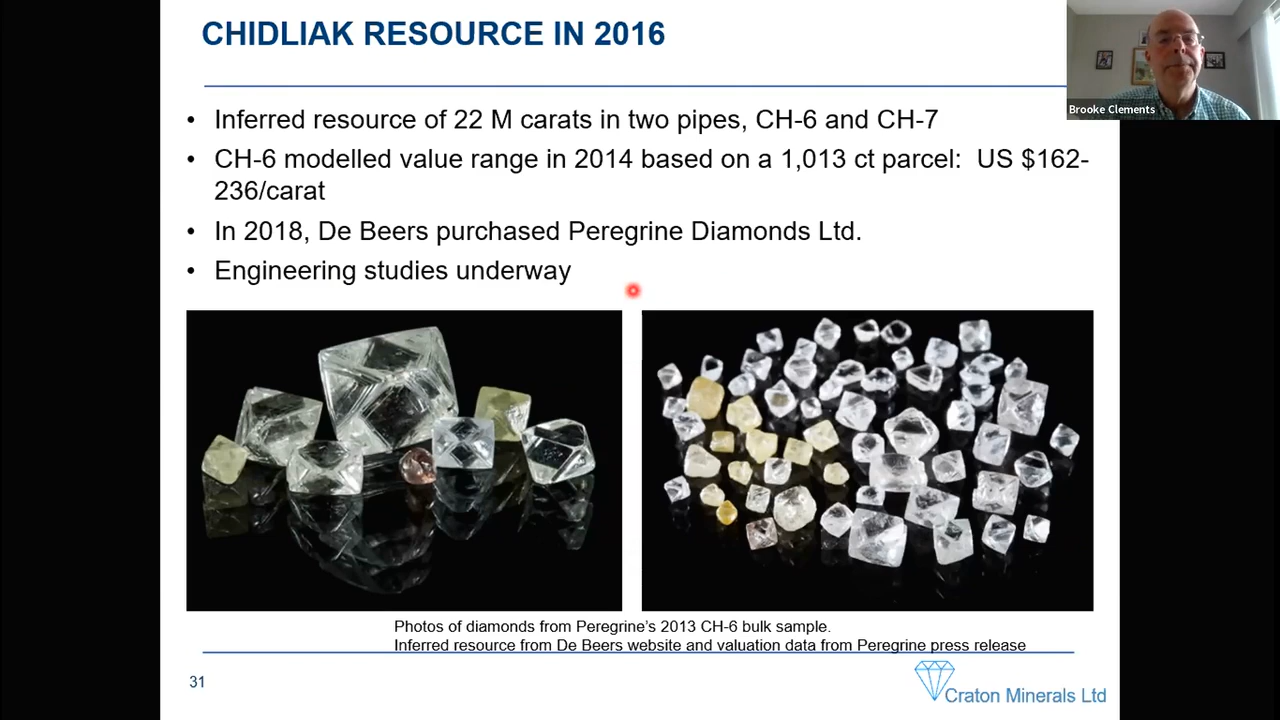 CHIDLIAK RESOURCE IN 2016
Brooke Clements
• Inferred resource of 22 M carats in two pipes, CH-6 and CH-7
• CH-6 modelled value range in 2014 based on a 1,013 ct parcel:  US $162-
236/carat
• In 2018, De Beers purchased Peregrine Diamonds Ltd.
• Engineering studies underway
Photos of diamonds from Peregrine's 2013 CH-6 bulk sample.
Inferred resource from De Beers website and valuation data from Peregrine press release
31
Craton Minerals Ltd